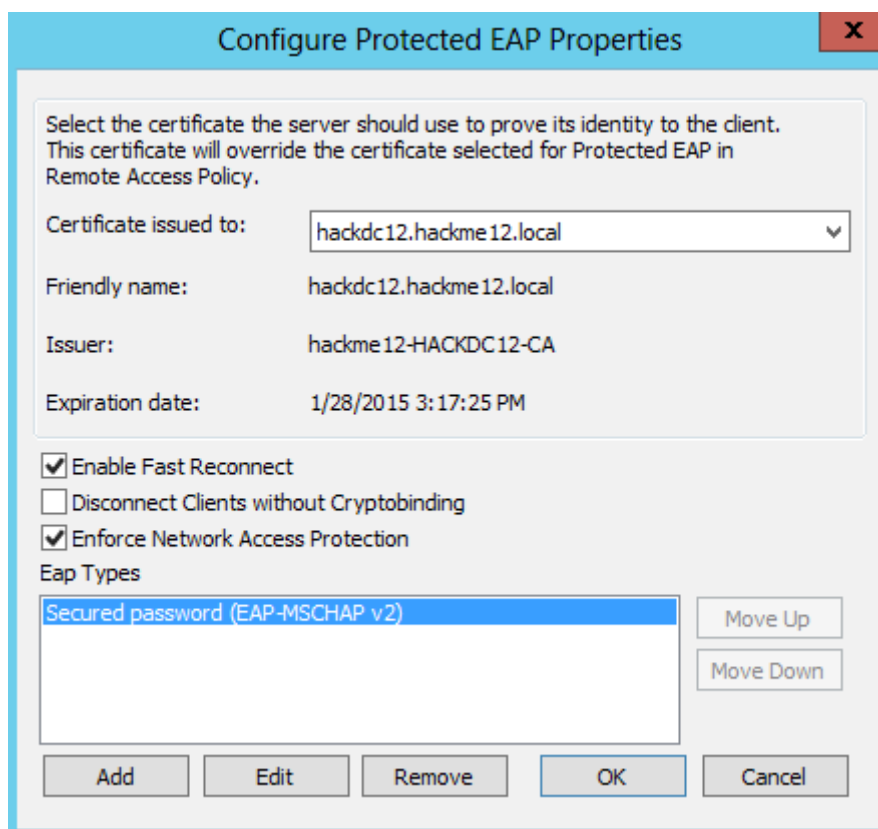 Configure Protected EAP Properties
x
Select the certificate the server should use to prove its identity to the client.
This certificate will override the certificate selected for Protected EAP in
Remote Access Policy.
Certificate issued to: hackdc12.hackme12.local
Friendly name: hackdc12.hackme12.local
Issuer: hackme12-HACKDC12-CA
Expiration date: 1/28/2015 3:17:25 PM
Enable Fast Reconnect
Disconnect Clients without Cryptobinding
Enforce Network Access Protection
Eap Types
Secured password (EAP-MSCHAP v2)
Move Up
Move Down
Add Edit Remove OK Cancel